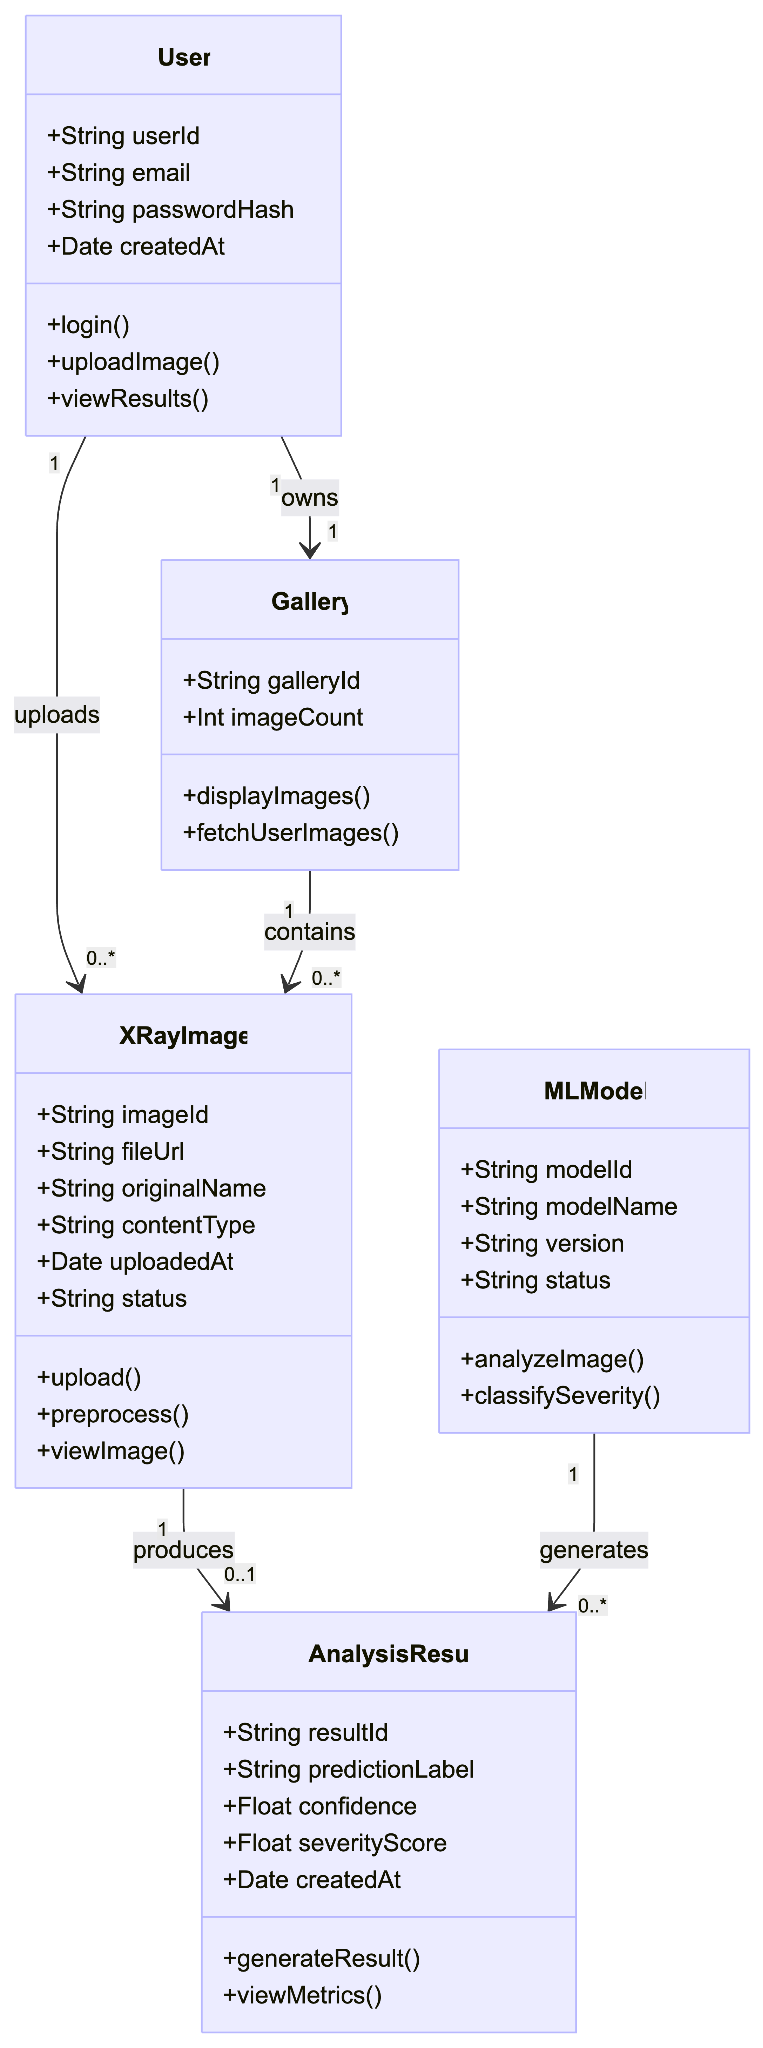 User
+String userId
+String email
+String passwordHash
+Date createdAt
+login()
+uploadImage()
+viewResults()
1
1
owns
1
Gallery
+String galleryId
+Int imageCount
+displayImages()
+fetchUserImages()
uploads
1
contains
0..*
0..*
XRayImage
+String imageId
+String fileUrl
+String originalName
+String contentType
+Date uploadedAt
+String status
+upload()
+preprocess()
+viewImage()
MLModel
+String modelId
+String modelName
+String version
+String status
+analyzeImage()
+classifySeverity()
1
produces
0..1
1
generates
0..*
AnalysisResu
+String resultId
+String predictionLabel
+Float confidence
+Float severityScore
+Date createdAt
+generateResult()
+viewMetrics()